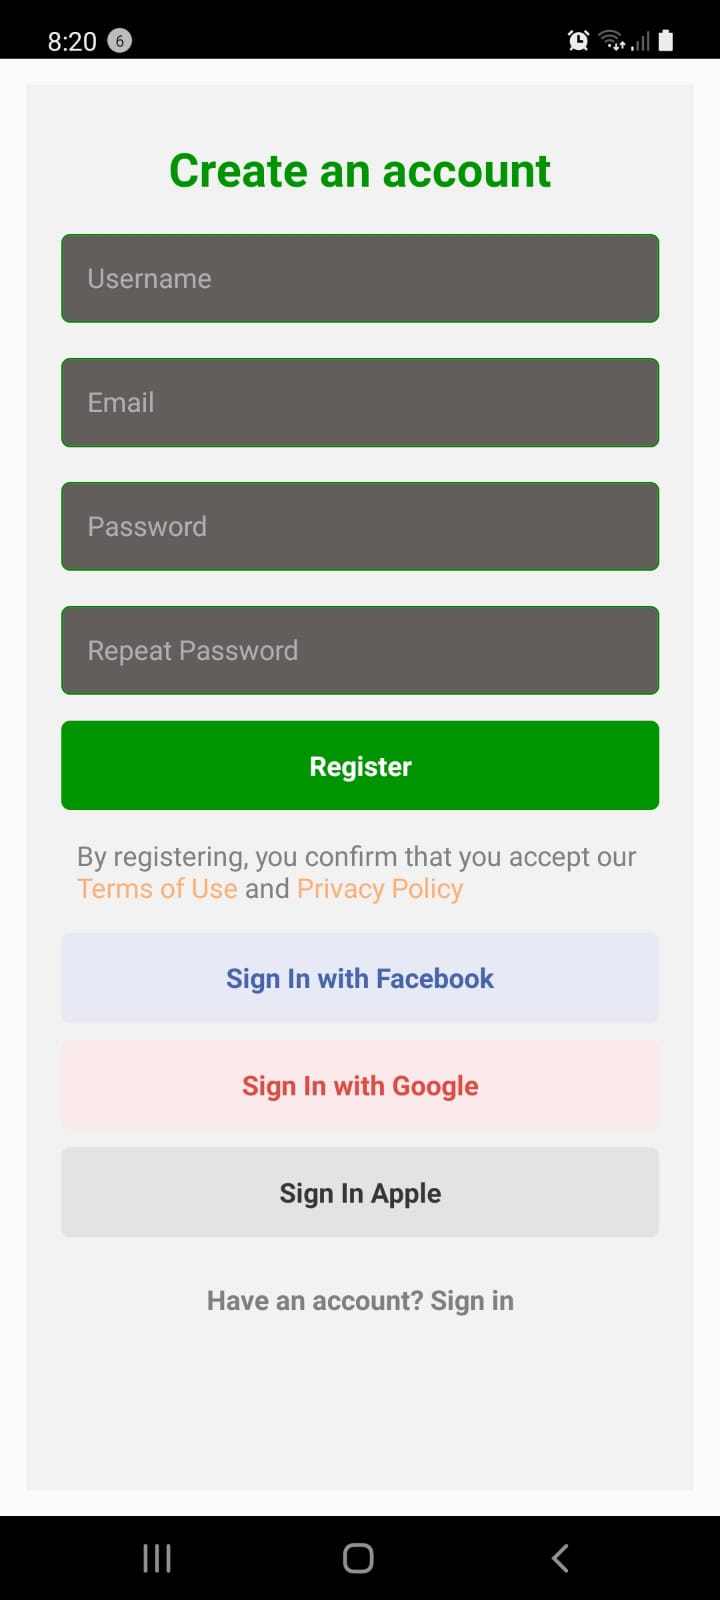 8:20 6
Create an account
Username
Email
Password
Repeat Password
Register
By registering, you confirm that you accept our
Terms of Use and Privacy Policy
Sign In with Facebook
Sign In with Google
Sign In Apple
Have an account? Sign in